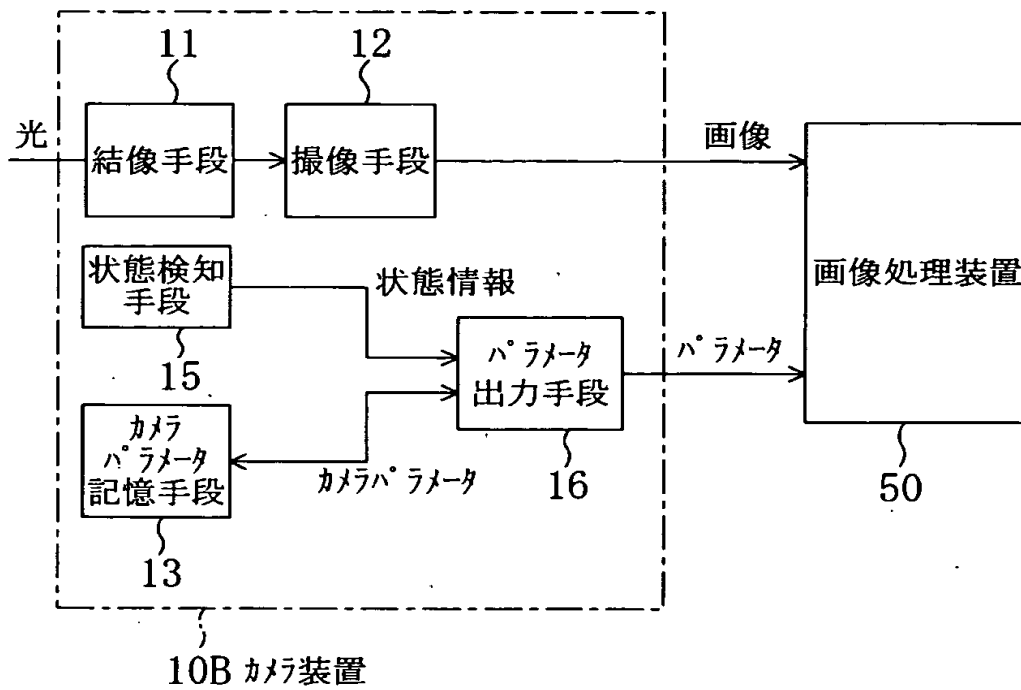 11
12
光
結像手段
撮像手段
画像
状態検知
手段
状態情報
15
画像処理装置
パラメータ
出力手段
パラメータ
16
50
カメラ
パラメータ
記憶手段
カメラパラメータ
13
10B カメラ装置